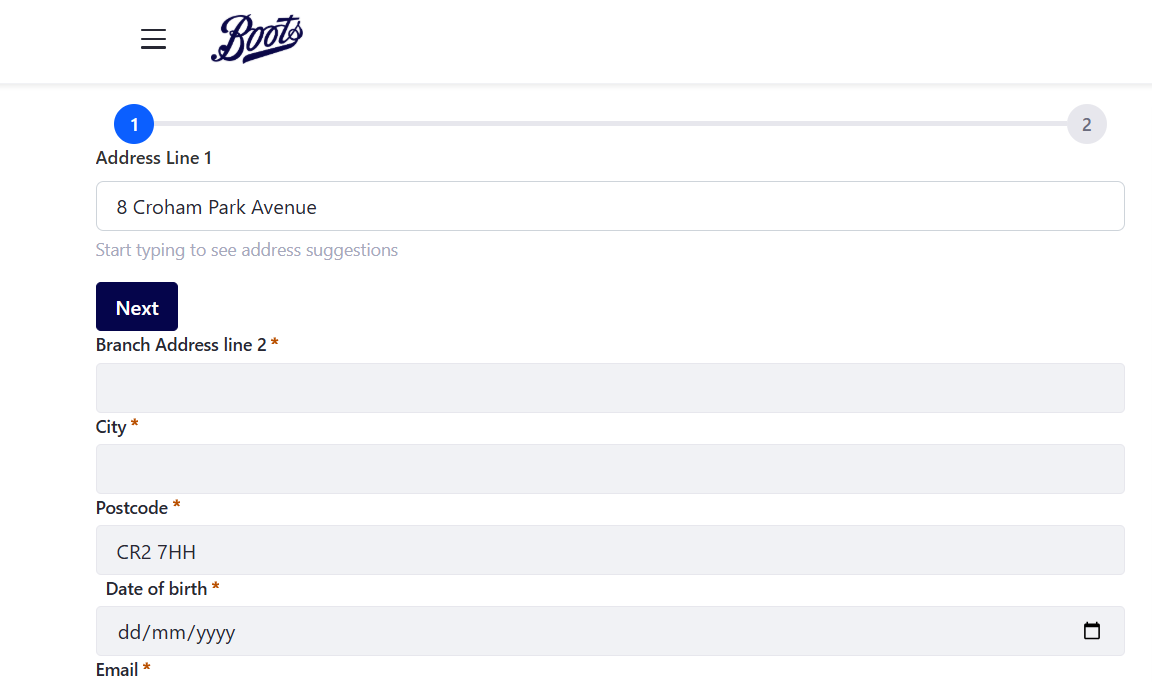 Boots
1
2
Address Line 1
8 Croham Park Avenue
Start typing to see address suggestions
Next
Branch Address line 2 *
City *
Postcode *
CR2 7HH
Date of birth *
dd/mm/yyyy
Email *